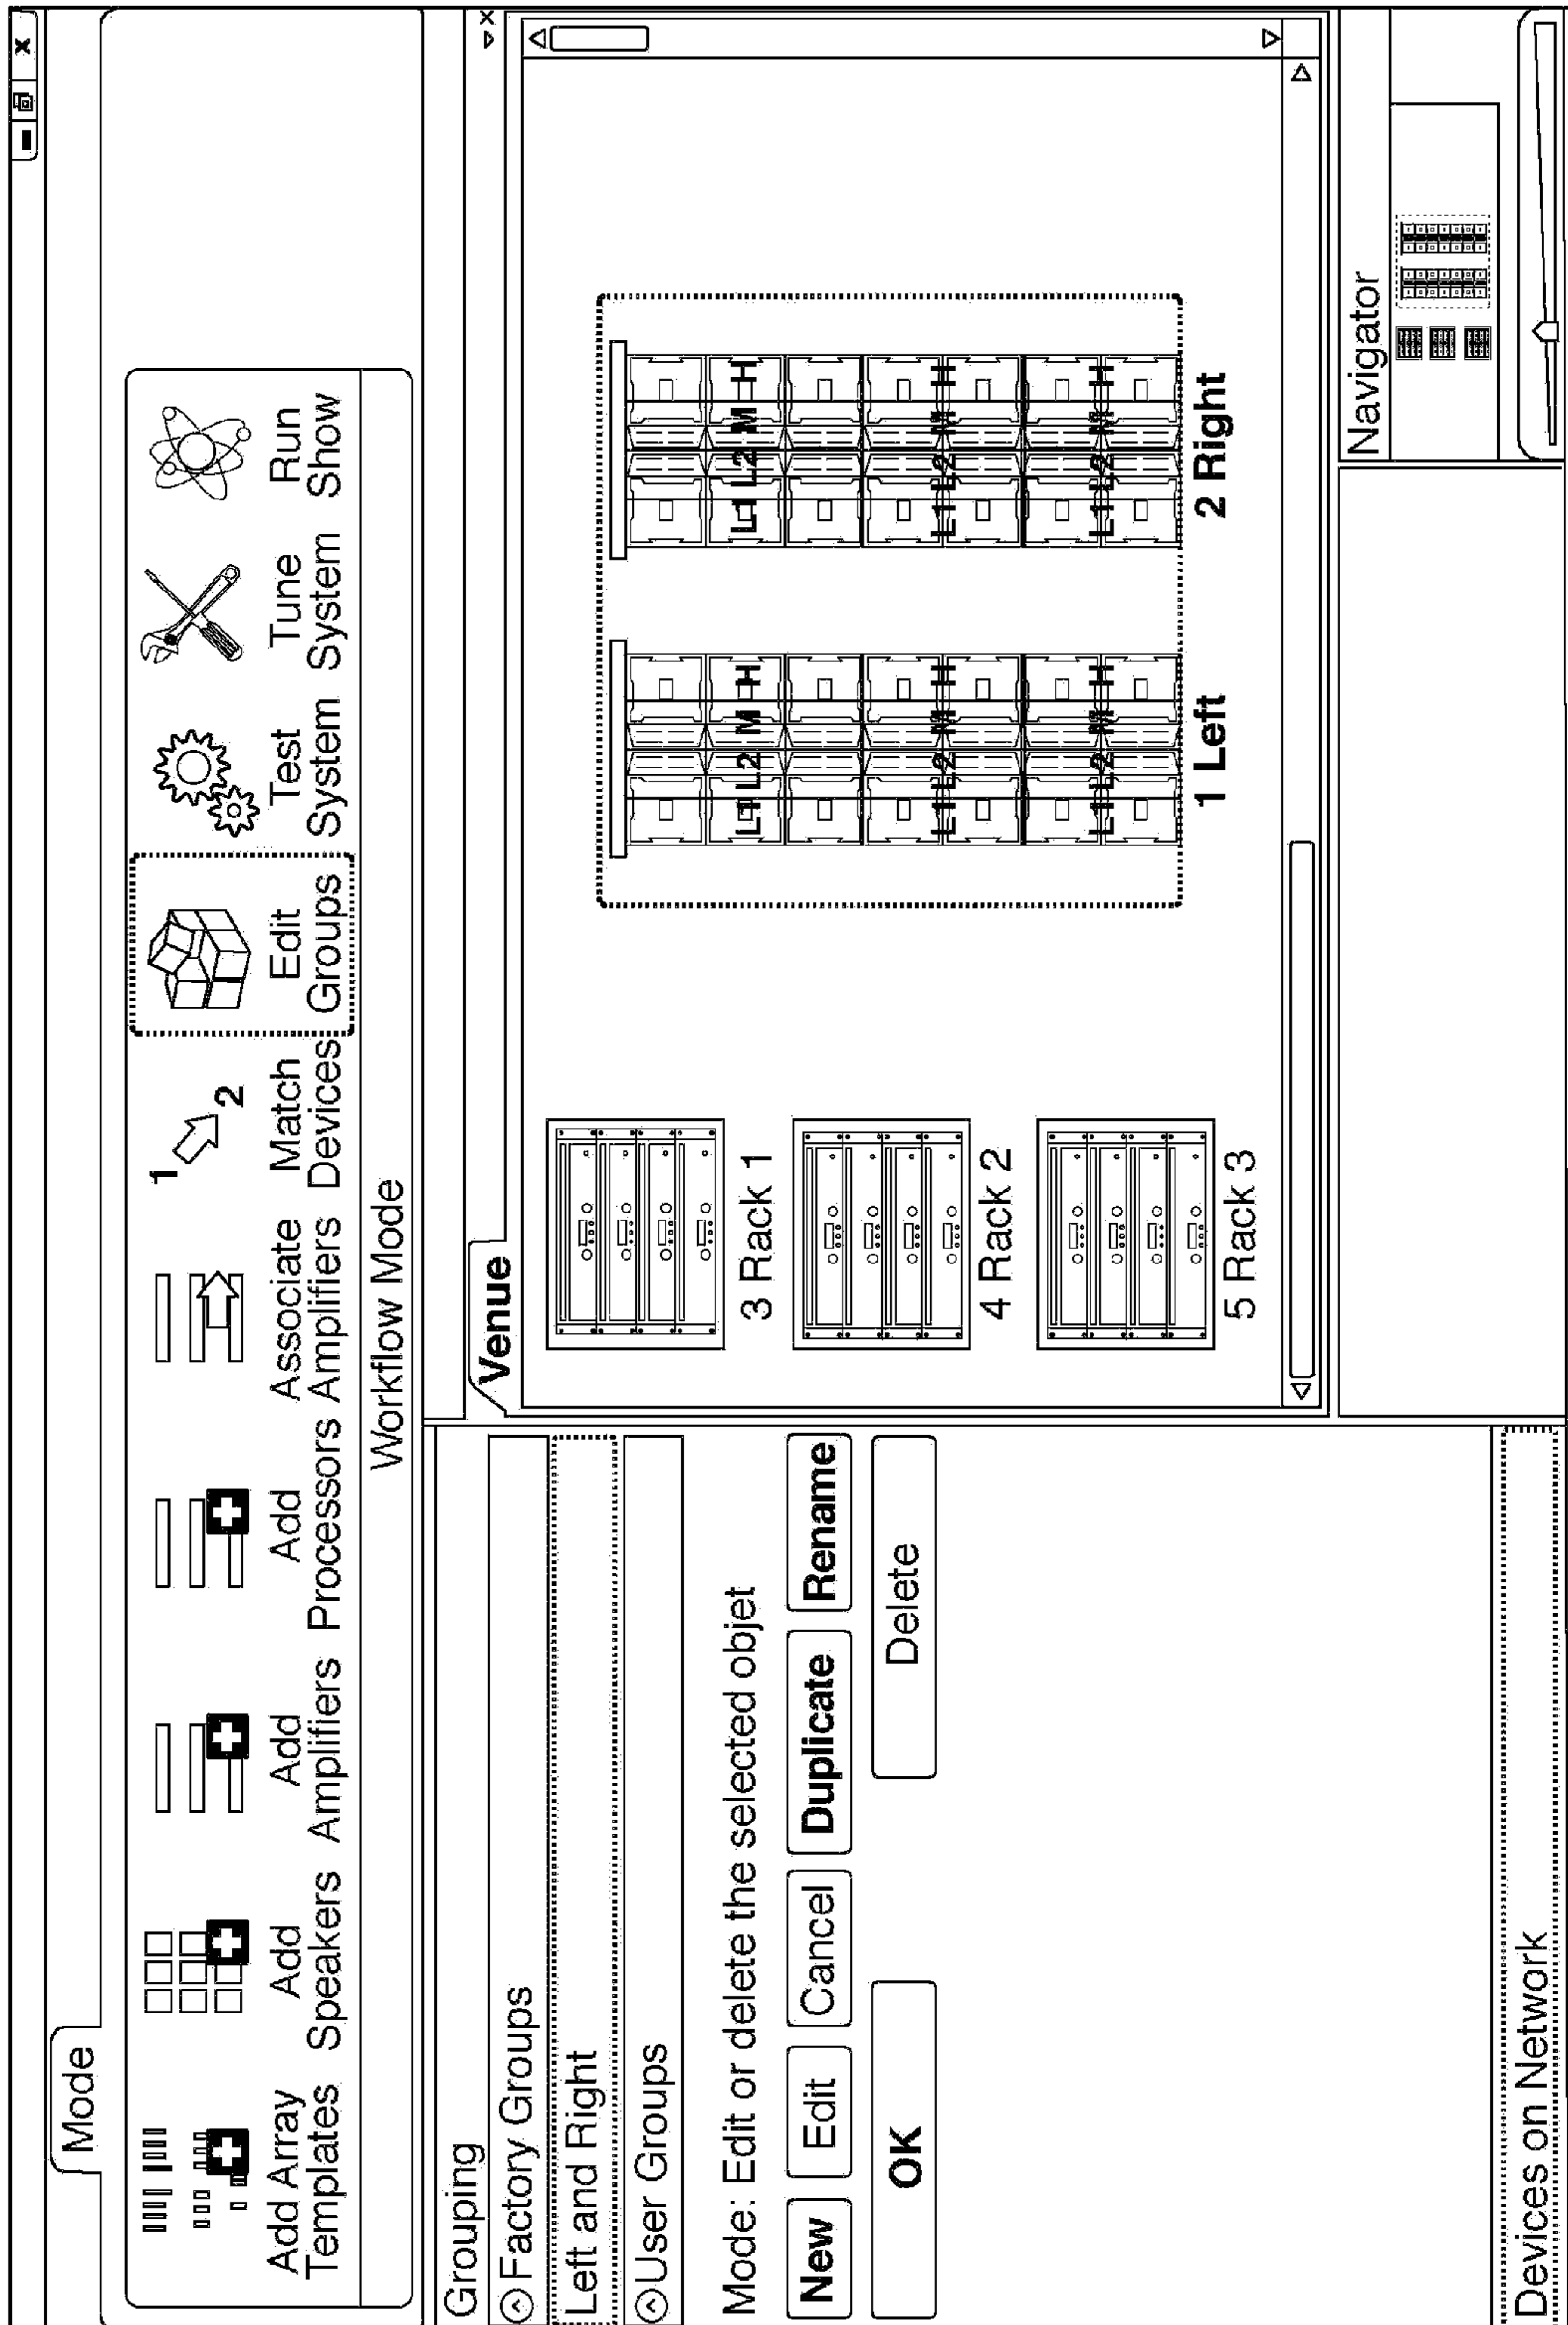 Mode
Add Array
Templates
Add
Speakers
Add
Amplifiers
Add
Processors
Associate
Amplifiers
1
2
Match
Devices
Edit
Groups
Test
System
Tune
System
Run
Show
Workflow Mode
Grouping
Factory Groups
Left and Right
User Groups
Mode: Edit or delete the selected objet
New
Edit
Cancel
Duplicate
Rename
OK
Delete
Devices on Network
Venue
3 Rack 1
4 Rack 2
5 Rack 3
L1 L2 M H
L1 L2 M H
L1 L2 M H
1 Left
L1 L2 M H
L1 L2 M H
L1 L2 M H
2 Right
Navigator